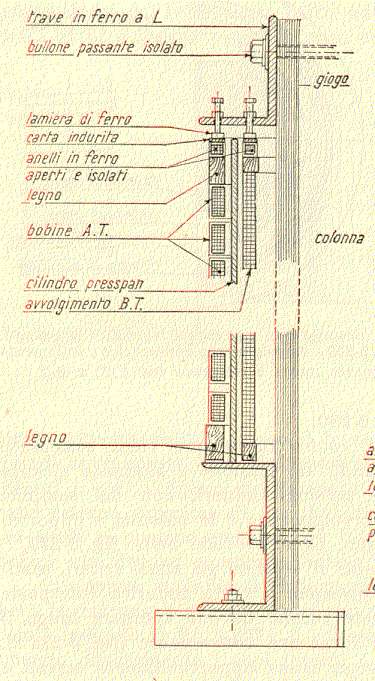 trave in ferro a L
bullone passante isolato
giogo
lamiera di ferro
carta indurita
anelli in ferro
aperti e isolati
legno
bobine A.T.
colonna
cilindro presspan
avvolgimento B.T.
legno